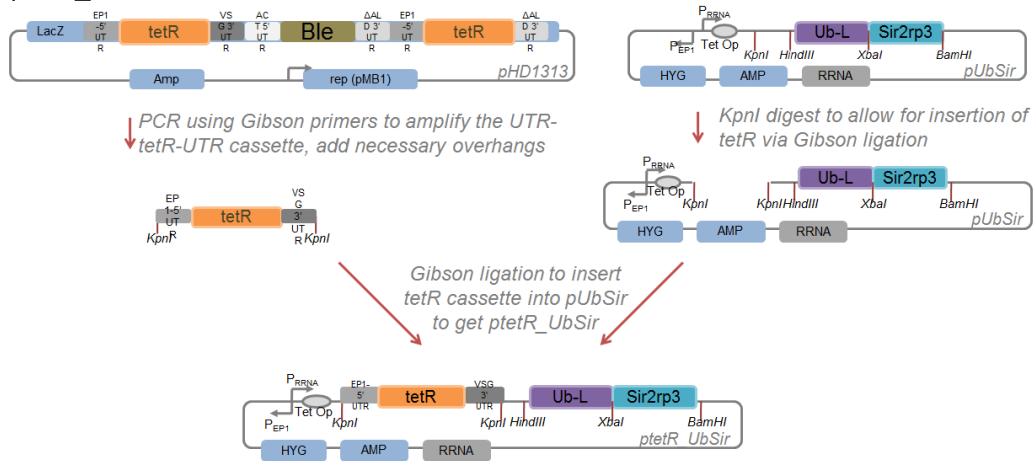 LacZ
EP1
-5'
UT
R
tetR
VS
G 3'
UT
R
AC
T 5'
UT
R
Ble
ΔAL
D 3'
UT
R
EP1
-5'
UT
R
tetR
ΔAL
D 3'
UT
R
Amp
rep (pMB1)
pHD1313
PRRNA
PEP1
Tet Op
KpnI
HindIII
Ub-L
Sir2rp3
XbaI
BamHI
HYG
AMP
RRNA
pUbSir
PCR using Gibson primers to amplify the UTR-
tetR-UTR cassette, add necessary overhangs
KpnI digest to allow for insertion of
tetR via Gibson ligation
EP
1-5'
UT
R
tetR
VS
G
3'
UT
R
KpnI
KpnI
PRRNA
PEP1
Tet Op
KpnI
KpnI
HindIII
Ub-L
Sir2rp3
XbaI
BamHI
HYG
AMP
RRNA
pUbSir
Gibson ligation to insert
tetR cassette into pUbSir
to get ptetR_UbSir
PRRNA
PEP1
Tet Op
KpnI
EP1-
5'
UTR
tetR
VSG
3'
UTR
KpnI
HindIII
Ub-L
Sir2rp3
XbaI
BamHI
HYG
AMP
RRNA
ptetR_UbSir